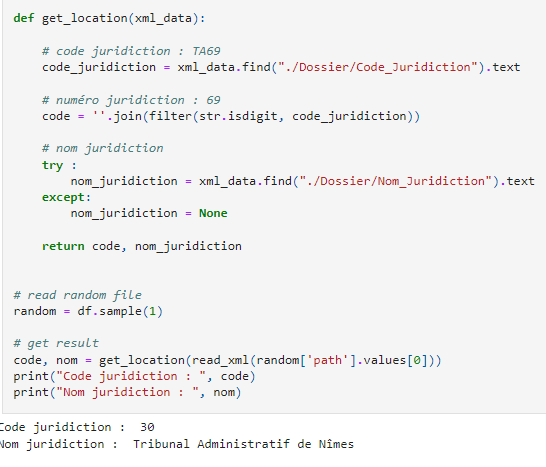 def get_location(xml_data):
# code juridiction : TA69
code_juridiction = xml_data.find("./Dossier/Code_Juridiction").text
# numéro juridiction : 69
code = ''.join(filter(str.isdigit, code_juridiction))
# nom juridiction
try :
nom_juridiction = xml_data.find("./Dossier/Nom_Juridiction").text
except:
nom_juridiction = None
return code, nom_juridiction
# read random file
random = df.sample(1)
# get result
code, nom = get_location(read_xml(random['path'].values[0]))
print("Code juridiction : ", code)
print("Nom juridiction : ", nom)
Code juridiction :  30
Nom juridiction :  Tribunal Administratif de Nîmes